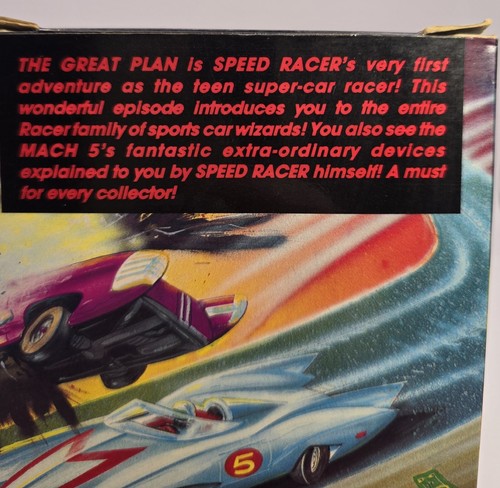 THE GREAT PLAN is SPEED RACER's very first
adventure as the teen super-car racer! This
wonderful episode introduces you to the entire
Racer family of sports car wizards! You also see the
MACH 5's fantastic extra-ordinary devices
explained to you by SPEED RACER himself! A must
for every collector!
5